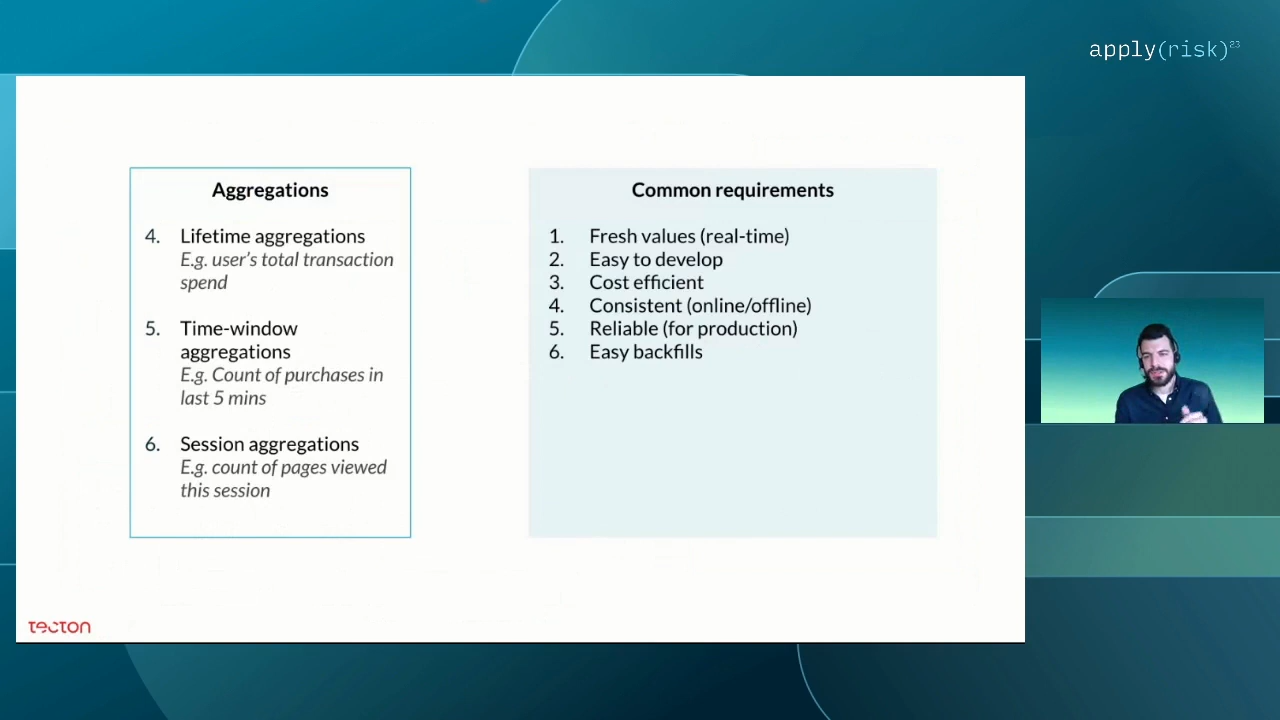 apply(risk)²³
Aggregations
4. Lifetime aggregations
E.g. user's total transaction
spend
5. Time-window
aggregations
E.g. Count of purchases in
last 5 mins
6. Session aggregations
E.g. count of pages viewed
this session
Common requirements
1. Fresh values (real-time)
2. Easy to develop
3. Cost efficient
4. Consistent (online/offline)
5. Reliable (for production)
6. Easy backfills
tecton